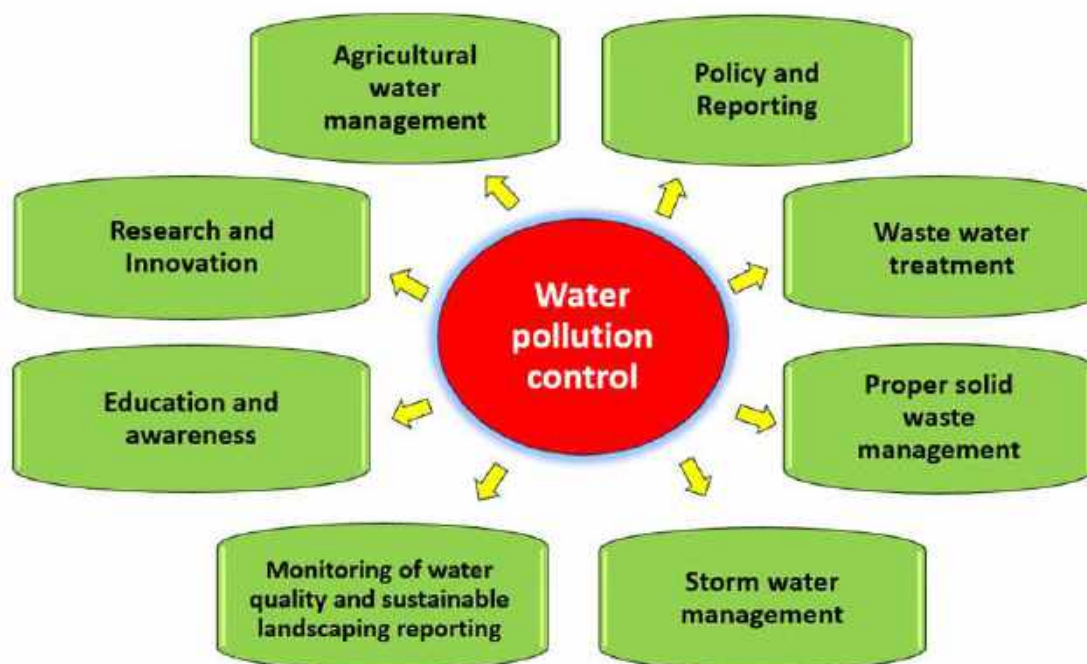 Agricultural
water
management
Policy and
Reporting
Research and
Innovation
Water
pollution
control
Waste water
treatment
Education and
awareness
Proper solid
waste
management
Monitoring of water
quality and sustainable
landscaping reporting
Storm water
management